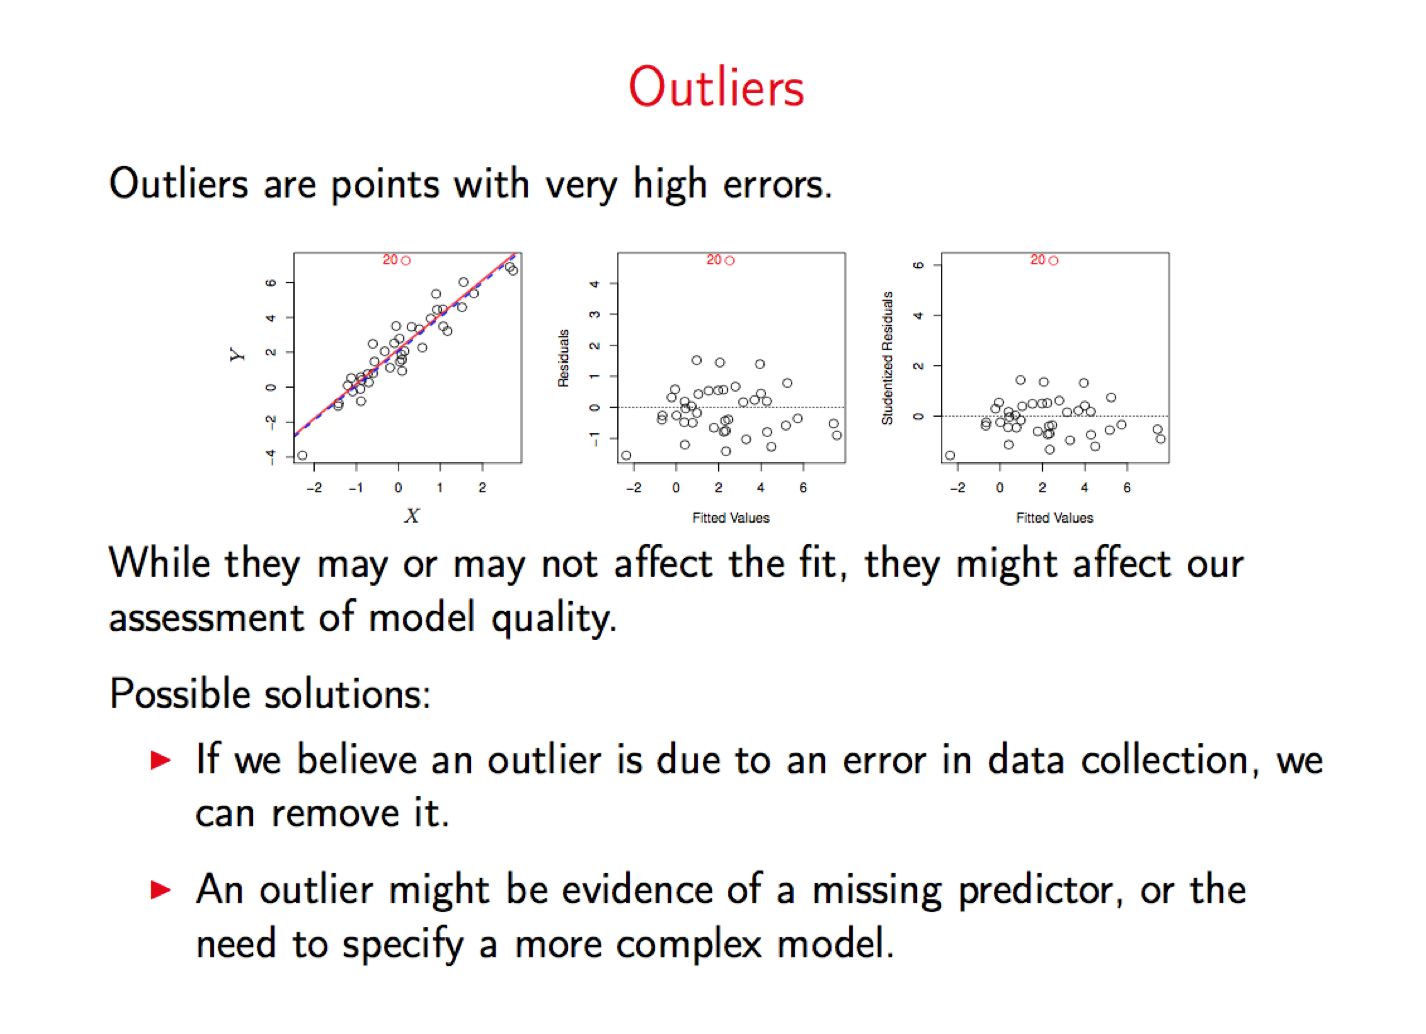 Outliers
Outliers are points with very high errors.
20
20
20
Y
6
4
2
0
−2
−4
−2 −1 0 1 2
X
Residuals
4
3
2
1
0
−1
−2 0 2 4 6
Fitted Values
Studentized Residuals
6
4
2
0
−2 0 2 4 6
Fitted Values
While they may or may not affect the fit, they might affect our
assessment of model quality.
Possible solutions:
If we believe an outlier is due to an error in data collection, we
can remove it.
An outlier might be evidence of a missing predictor, or the
need to specify a more complex model.